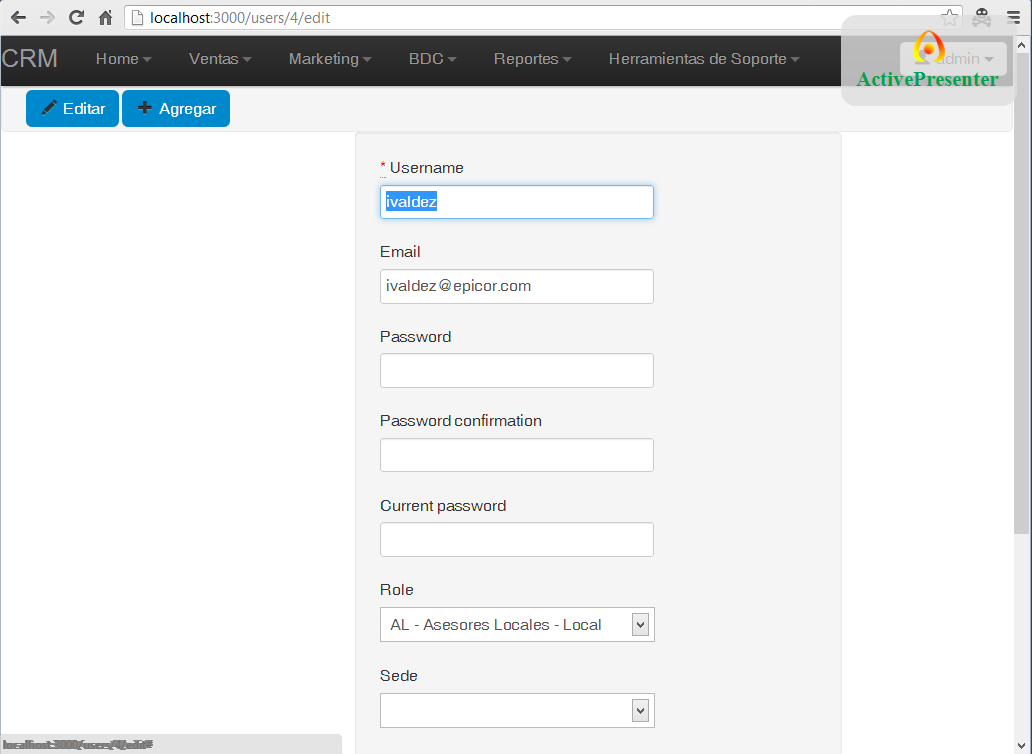 localhost:3000/users/4/edit
CRM Home Ventas Marketing BDC Reportes Herramientas de Soporte admin
ActivePresenter
Editar Agregar
* Username
ivaldez
Email
ivaldez@epicor.com
Password
Password confirmation
Current password
Role
AL - Asesores Locales - Local
Sede
localhost:3000/users/4/edit#